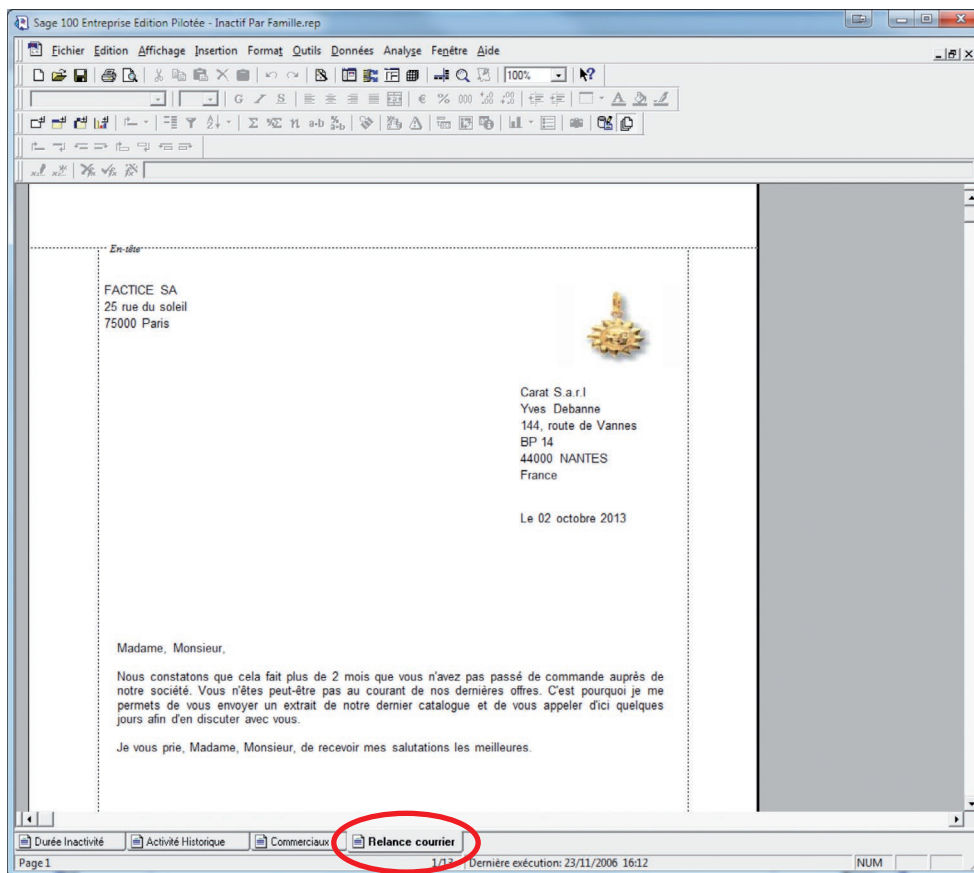 Sage 100 Entreprise Edition Pilotée - Inactif Par Famille.rep
Fichier Edition Affichage Insertion Format Outils Données Analyse Fenêtre Aide
100%
G I S € % 000
Σ a-b
En-tête
FACTICE SA
25 rue du soleil
75000 Paris
Carat S.a.r.l
Yves Debanne
144, route de Vannes
BP 14
44000 NANTES
France
Le 02 octobre 2013
Madame, Monsieur,
Nous constatons que cela fait plus de 2 mois que vous n'avez pas passé de commande auprès de
notre société. Vous n'êtes peut-être pas au courant de nos dernières offres. C'est pourquoi je me
permets de vous envoyer un extrait de notre dernier catalogue et de vous appeler d'ici quelques
jours afin d'en discuter avec vous.
Je vous prie, Madame, Monsieur, de recevoir mes salutations les meilleures.
Durée Inactivité Activité Historique Commerciaux Relance courrier
Page 1 1/13 Dernière exécution: 23/11/2006 16:12 NUM